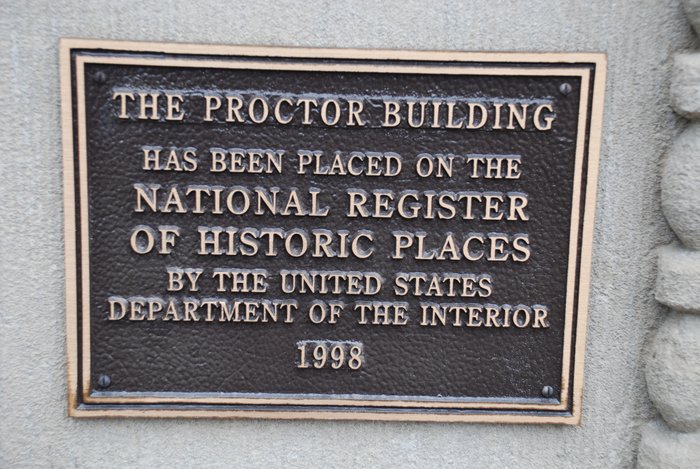 THE PROCTOR BUILDING
HAS BEEN PLACED ON THE
NATIONAL REGISTER
OF HISTORIC PLACES
BY THE UNITED STATES
DEPARTMENT OF THE INTERIOR
1998